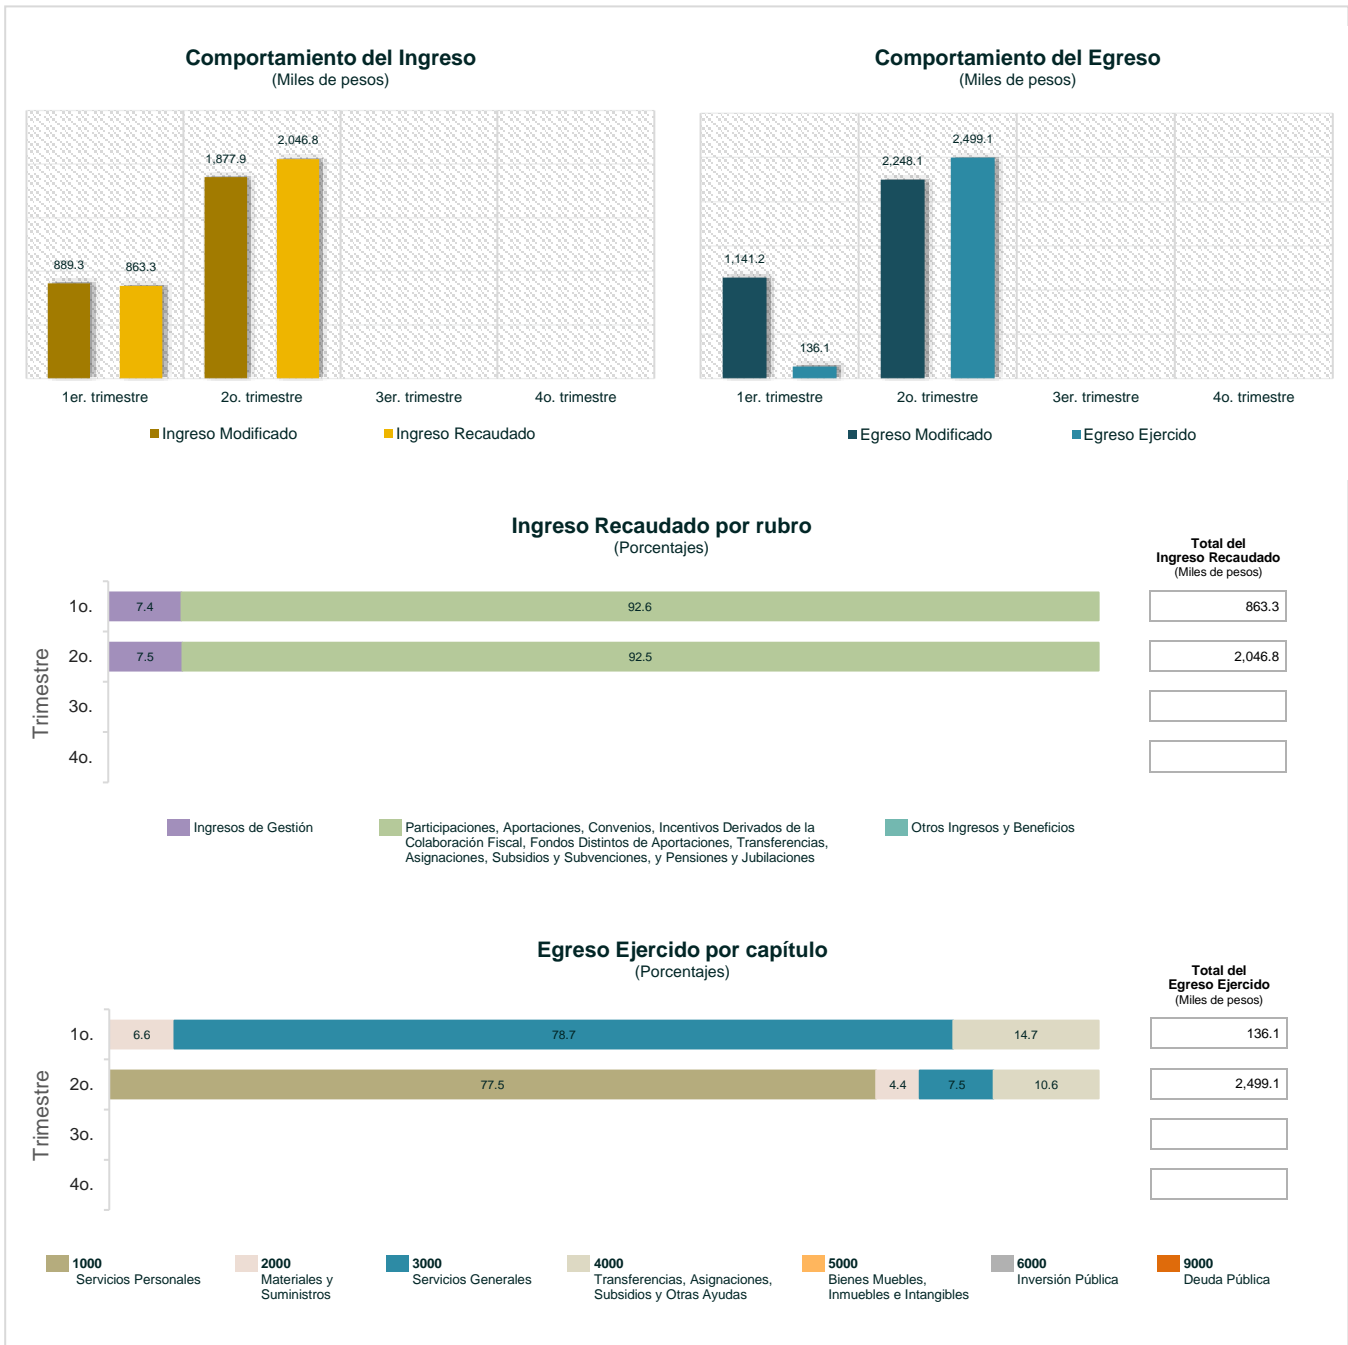 Comportamiento del Ingreso
(Miles de pesos)
889.3
863.3
1,877.9
2,046.8
1er. trimestre
2o. trimestre
3er. trimestre
4o. trimestre
Ingreso Modificado
Ingreso Recaudado
Comportamiento del Egreso
(Miles de pesos)
1,141.2
136.1
2,248.1
2,499.1
1er. trimestre
2o. trimestre
3er. trimestre
4o. trimestre
Egreso Modificado
Egreso Ejercido
Ingreso Recaudado por rubro
(Porcentajes)
Total del
Ingreso Recaudado
(Miles de pesos)
Trimestre
1o.
7.4
92.6
863.3
2o.
7.5
92.5
2,046.8
3o.
4o.
Ingresos de Gestión
Participaciones, Aportaciones, Convenios, Incentivos Derivados de la
Colaboración Fiscal, Fondos Distintos de Aportaciones, Transferencias,
Asignaciones, Subsidios y Subvenciones, y Pensiones y Jubilaciones
Otros Ingresos y Beneficios
Egreso Ejercido por capítulo
(Porcentajes)
Total del
Egreso Ejercido
(Miles de pesos)
Trimestre
1o.
6.6
78.7
14.7
136.1
2o.
77.5
4.4
7.5
10.6
2,499.1
3o.
4o.
1000
Servicios Personales
2000
Materiales y
Suministros
3000
Servicios Generales
4000
Transferencias, Asignaciones,
Subsidios y Otras Ayudas
5000
Bienes Muebles,
Inmuebles e Intangibles
6000
Inversión Pública
9000
Deuda Pública